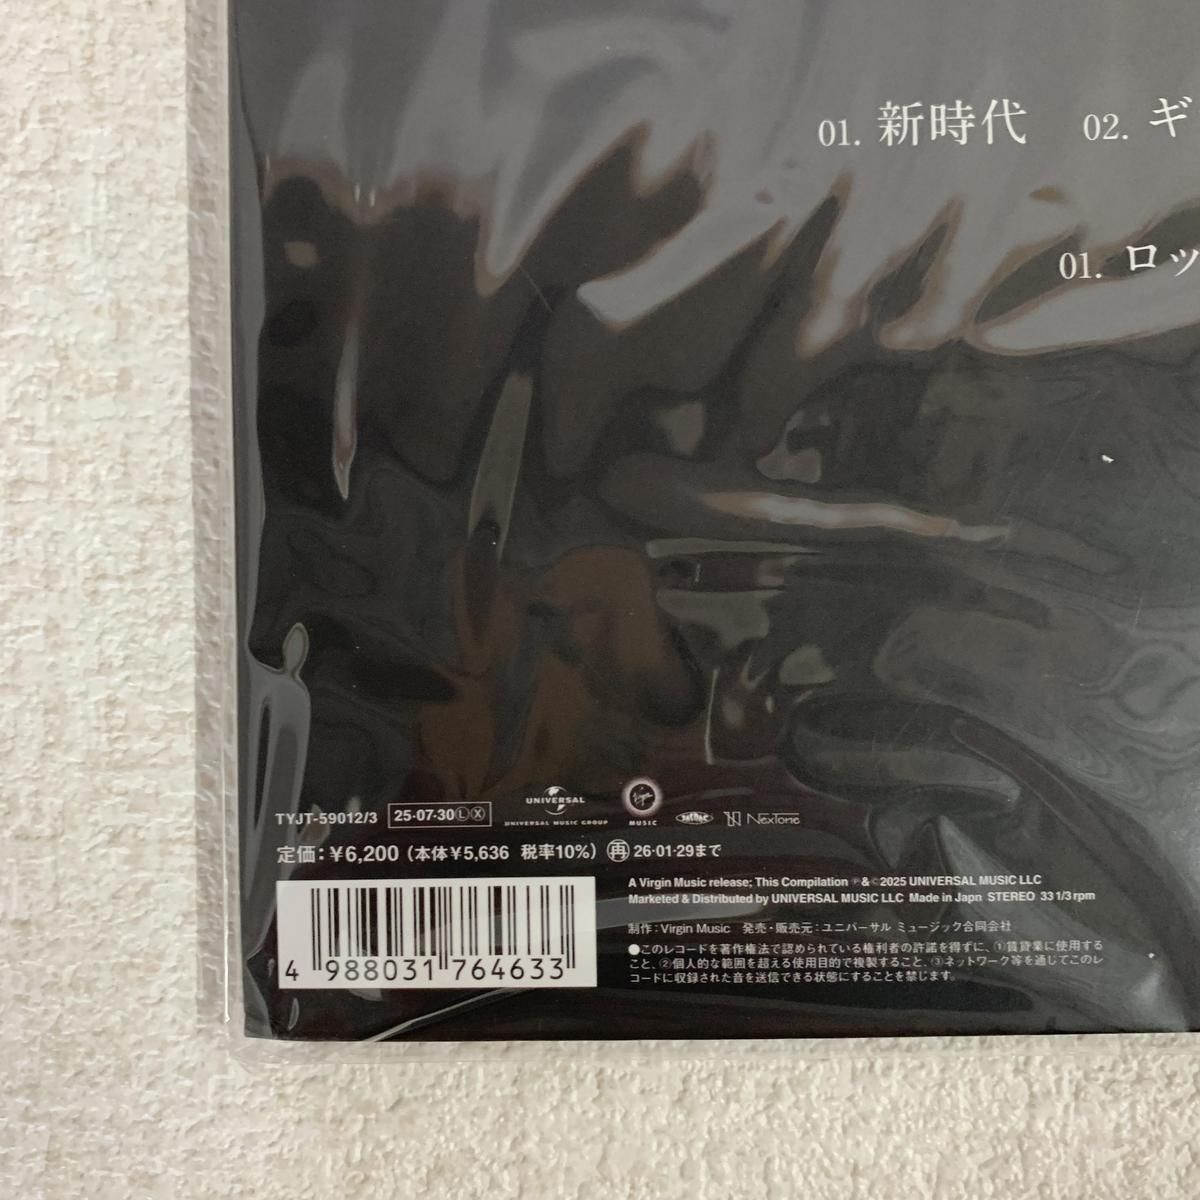 01. 新時代 02. ギ
01. ロッ
TYJT-59012/3 25·07·30ⓁⓍ UNIVERSAL UNIVERSAL MUSIC GROUP Virgin MUSIC JASRAC NexTone
定価:¥6,200(本体¥5,636 税率10%)再26·01·29まで
A Virgin Music release; This Compilation ℗&©2025 UNIVERSAL MUSIC LLC
Marketed & Distributed by UNIVERSAL MUSIC LLC Made in Japn STEREO 33 1/3 rpm
制作:Virgin Music 発売・販売元:ユニバーサル ミュージック合同会社
●このレコードを著作権法で認められている権利者の許諾を得ずに、①賃貸業に使用する
こと、②個人的な範囲を超える使用目的で複製すること、③ネットワーク等を通じてこのレ
コードに収録された音を送信できる状態にすることを禁じます。
4 988031 764633